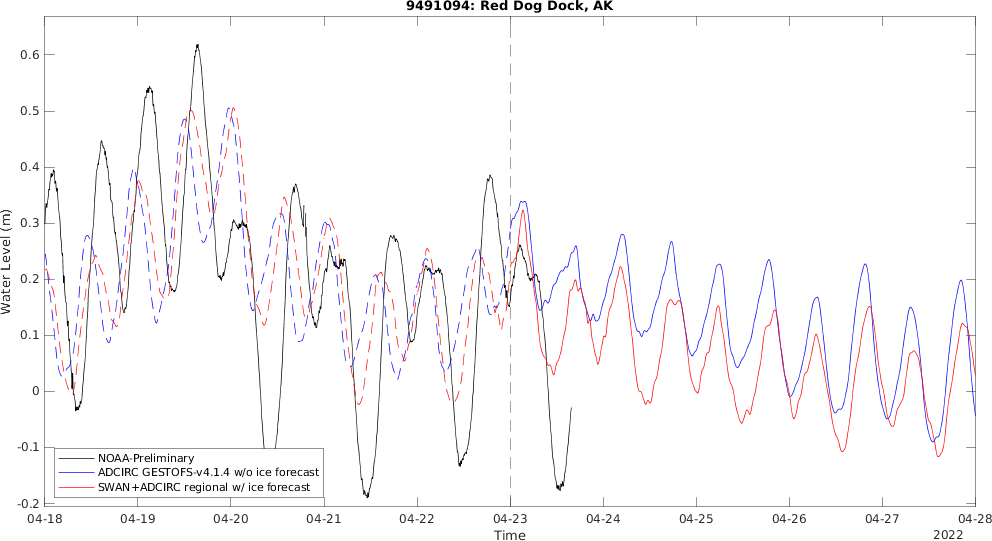 9491094: Red Dog Dock, AK
Water Level (m)
0.6
0.5
0.4
0.3
0.2
0.1
0
-0.1
-0.2
NOAA-Preliminary
ADCIRC GESTOFS-v4.1.4 w/o ice forecast
SWAN+ADCIRC regional w/ ice forecast
04-18 04-19 04-20 04-21 04-22 04-23 04-24 04-25 04-26 04-27 04-28
Time
2022